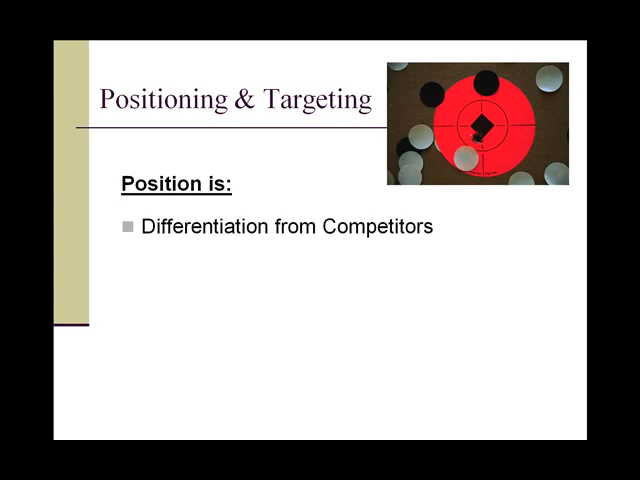 Positioning & Targeting
Position is:
Differentiation from Competitors